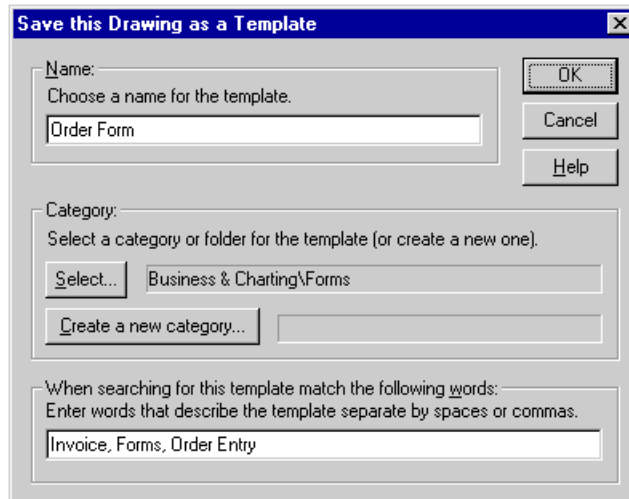 Save this Drawing as a Template
Name:
Choose a name for the template.
Order Form
OK
Cancel
Help
Category:
Select a category or folder for the template (or create a new one).
Select... Business & Charting\Forms
Create a new category...
When searching for this template match the following words:
Enter words that describe the template separate by spaces or commas.
Invoice, Forms, Order Entry